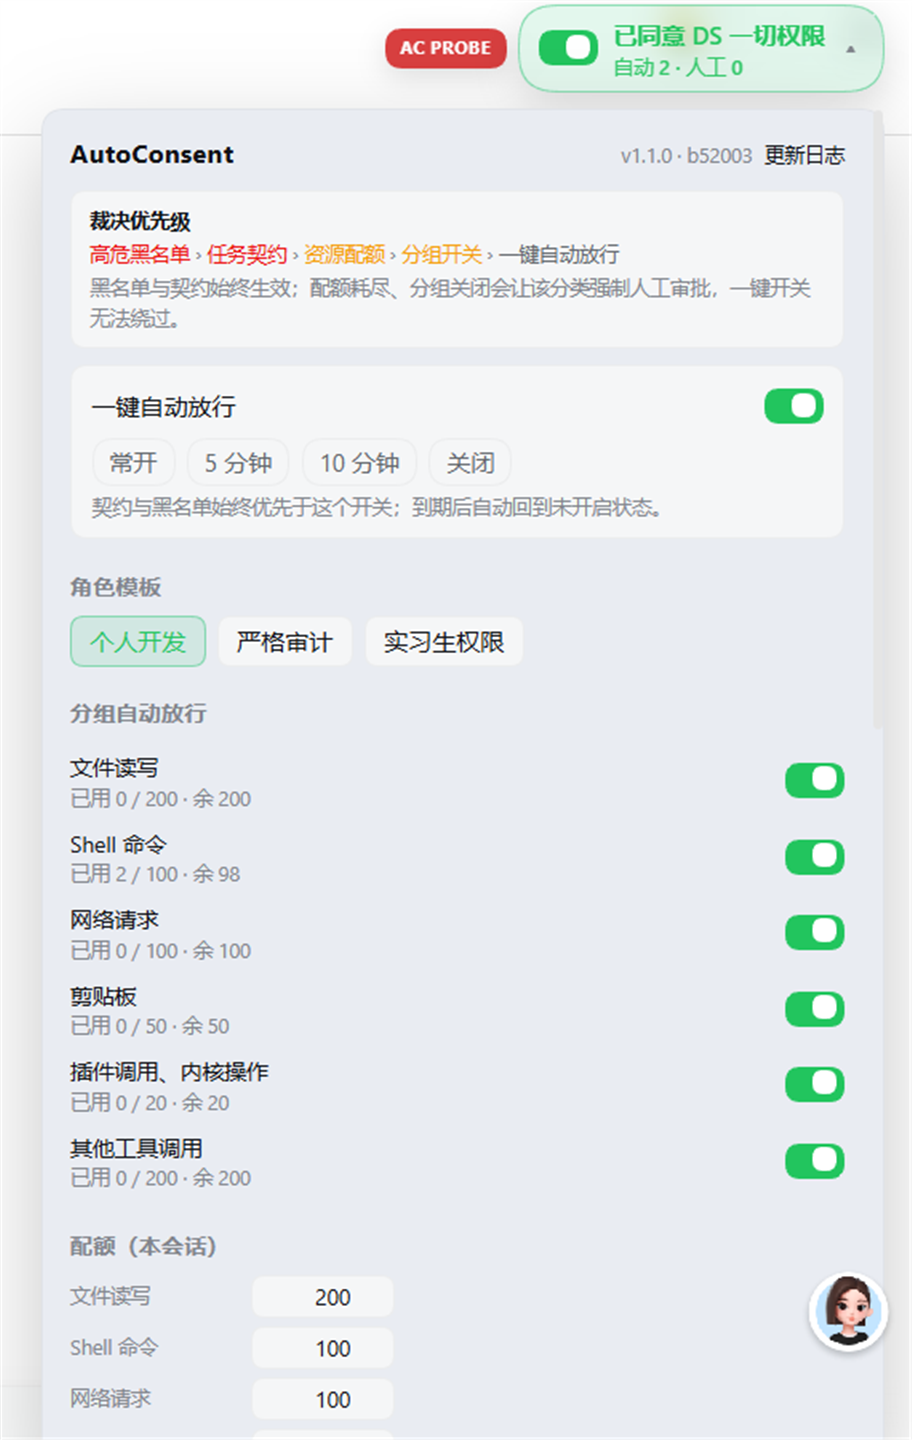 AC PROBE
已同意 DS 一切权限
自动 2 · 人工 0
AutoConsent
v1.1.0 · b52003 更新日志
裁决优先级
高危黑名单 › 任务契约 › 资源配额 › 分组开关 › 一键自动放行
黑名单与契约始终生效；配额耗尽、分组关闭会让该分类强制人工审批，一键开关
无法绕过。
一键自动放行
常开 5 分钟 10 分钟 关闭
契约与黑名单始终优先于这个开关；到期后自动回到未开启状态。
角色模板
个人开发 严格审计 实习生权限
分组自动放行
文件读写
已用 0 / 200 · 余 200
Shell 命令
已用 2 / 100 · 余 98
网络请求
已用 0 / 100 · 余 100
剪贴板
已用 0 / 50 · 余 50
插件调用、内核操作
已用 0 / 20 · 余 20
其他工具调用
已用 0 / 200 · 余 200
配额（本会话）
文件读写 200
Shell 命令 100
网络请求 100